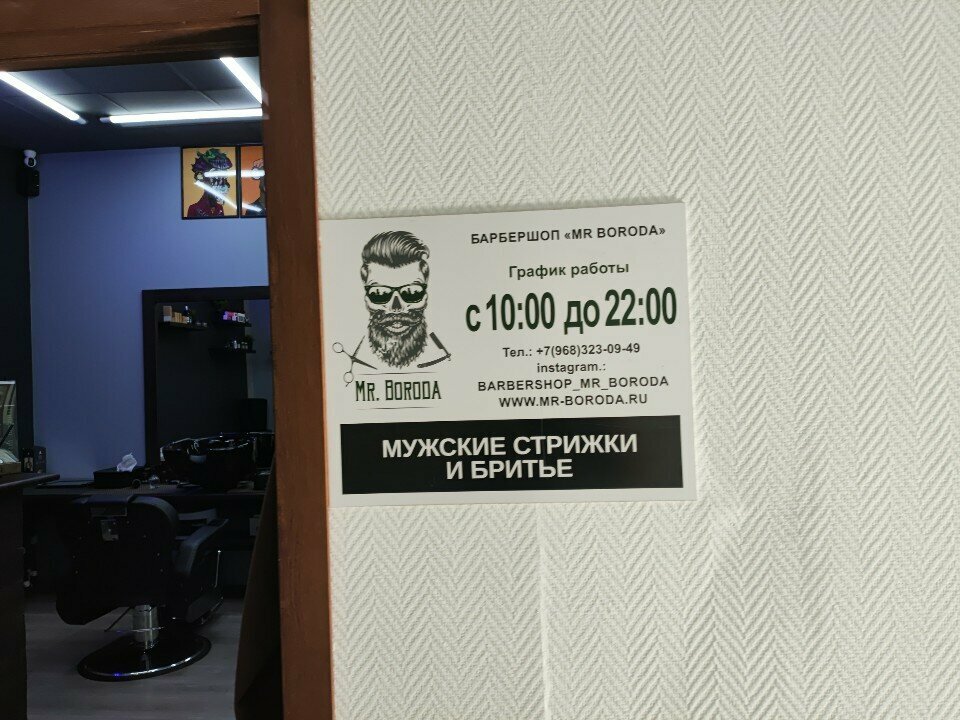 БАРБЕРШОП «MR BORODA»
График работы
с 10:00 до 22:00
Тел.: +7(968)323-09-49
instagram.:
BARBERSHOP_MR_BORODA
WWW.MR-BORODA.RU
MR. BORODA
МУЖСКИЕ СТРИЖКИ
И БРИТЬЕ